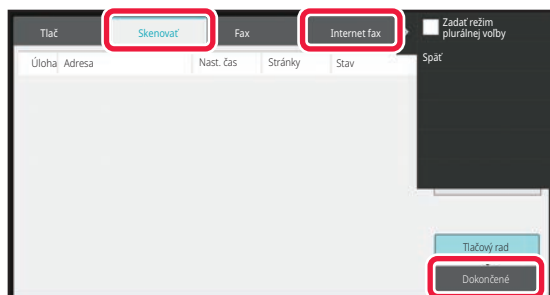 Tlač Skenovať Fax Internet fax
Zadať režim
plurálnej voľby
Úloha Adresa Nast. čas Stránky Stav
Späť
Tlačový rad
Dokončené